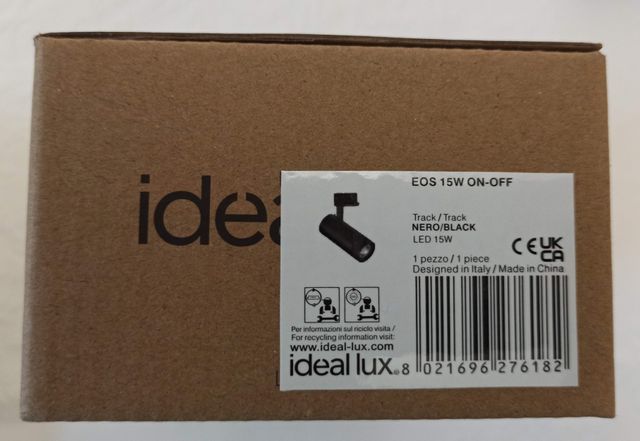 idea
EOS 15W ON-OFF
Track / Track
NERO/BLACK
LED 15W
1 pezzo / 1 piece
Designed in Italy / Made in China
CE UK CA
Per informazioni sul riciclo visita /
For recycling information visit:
www.ideal-lux.com
ideal lux®
8 021696 276182